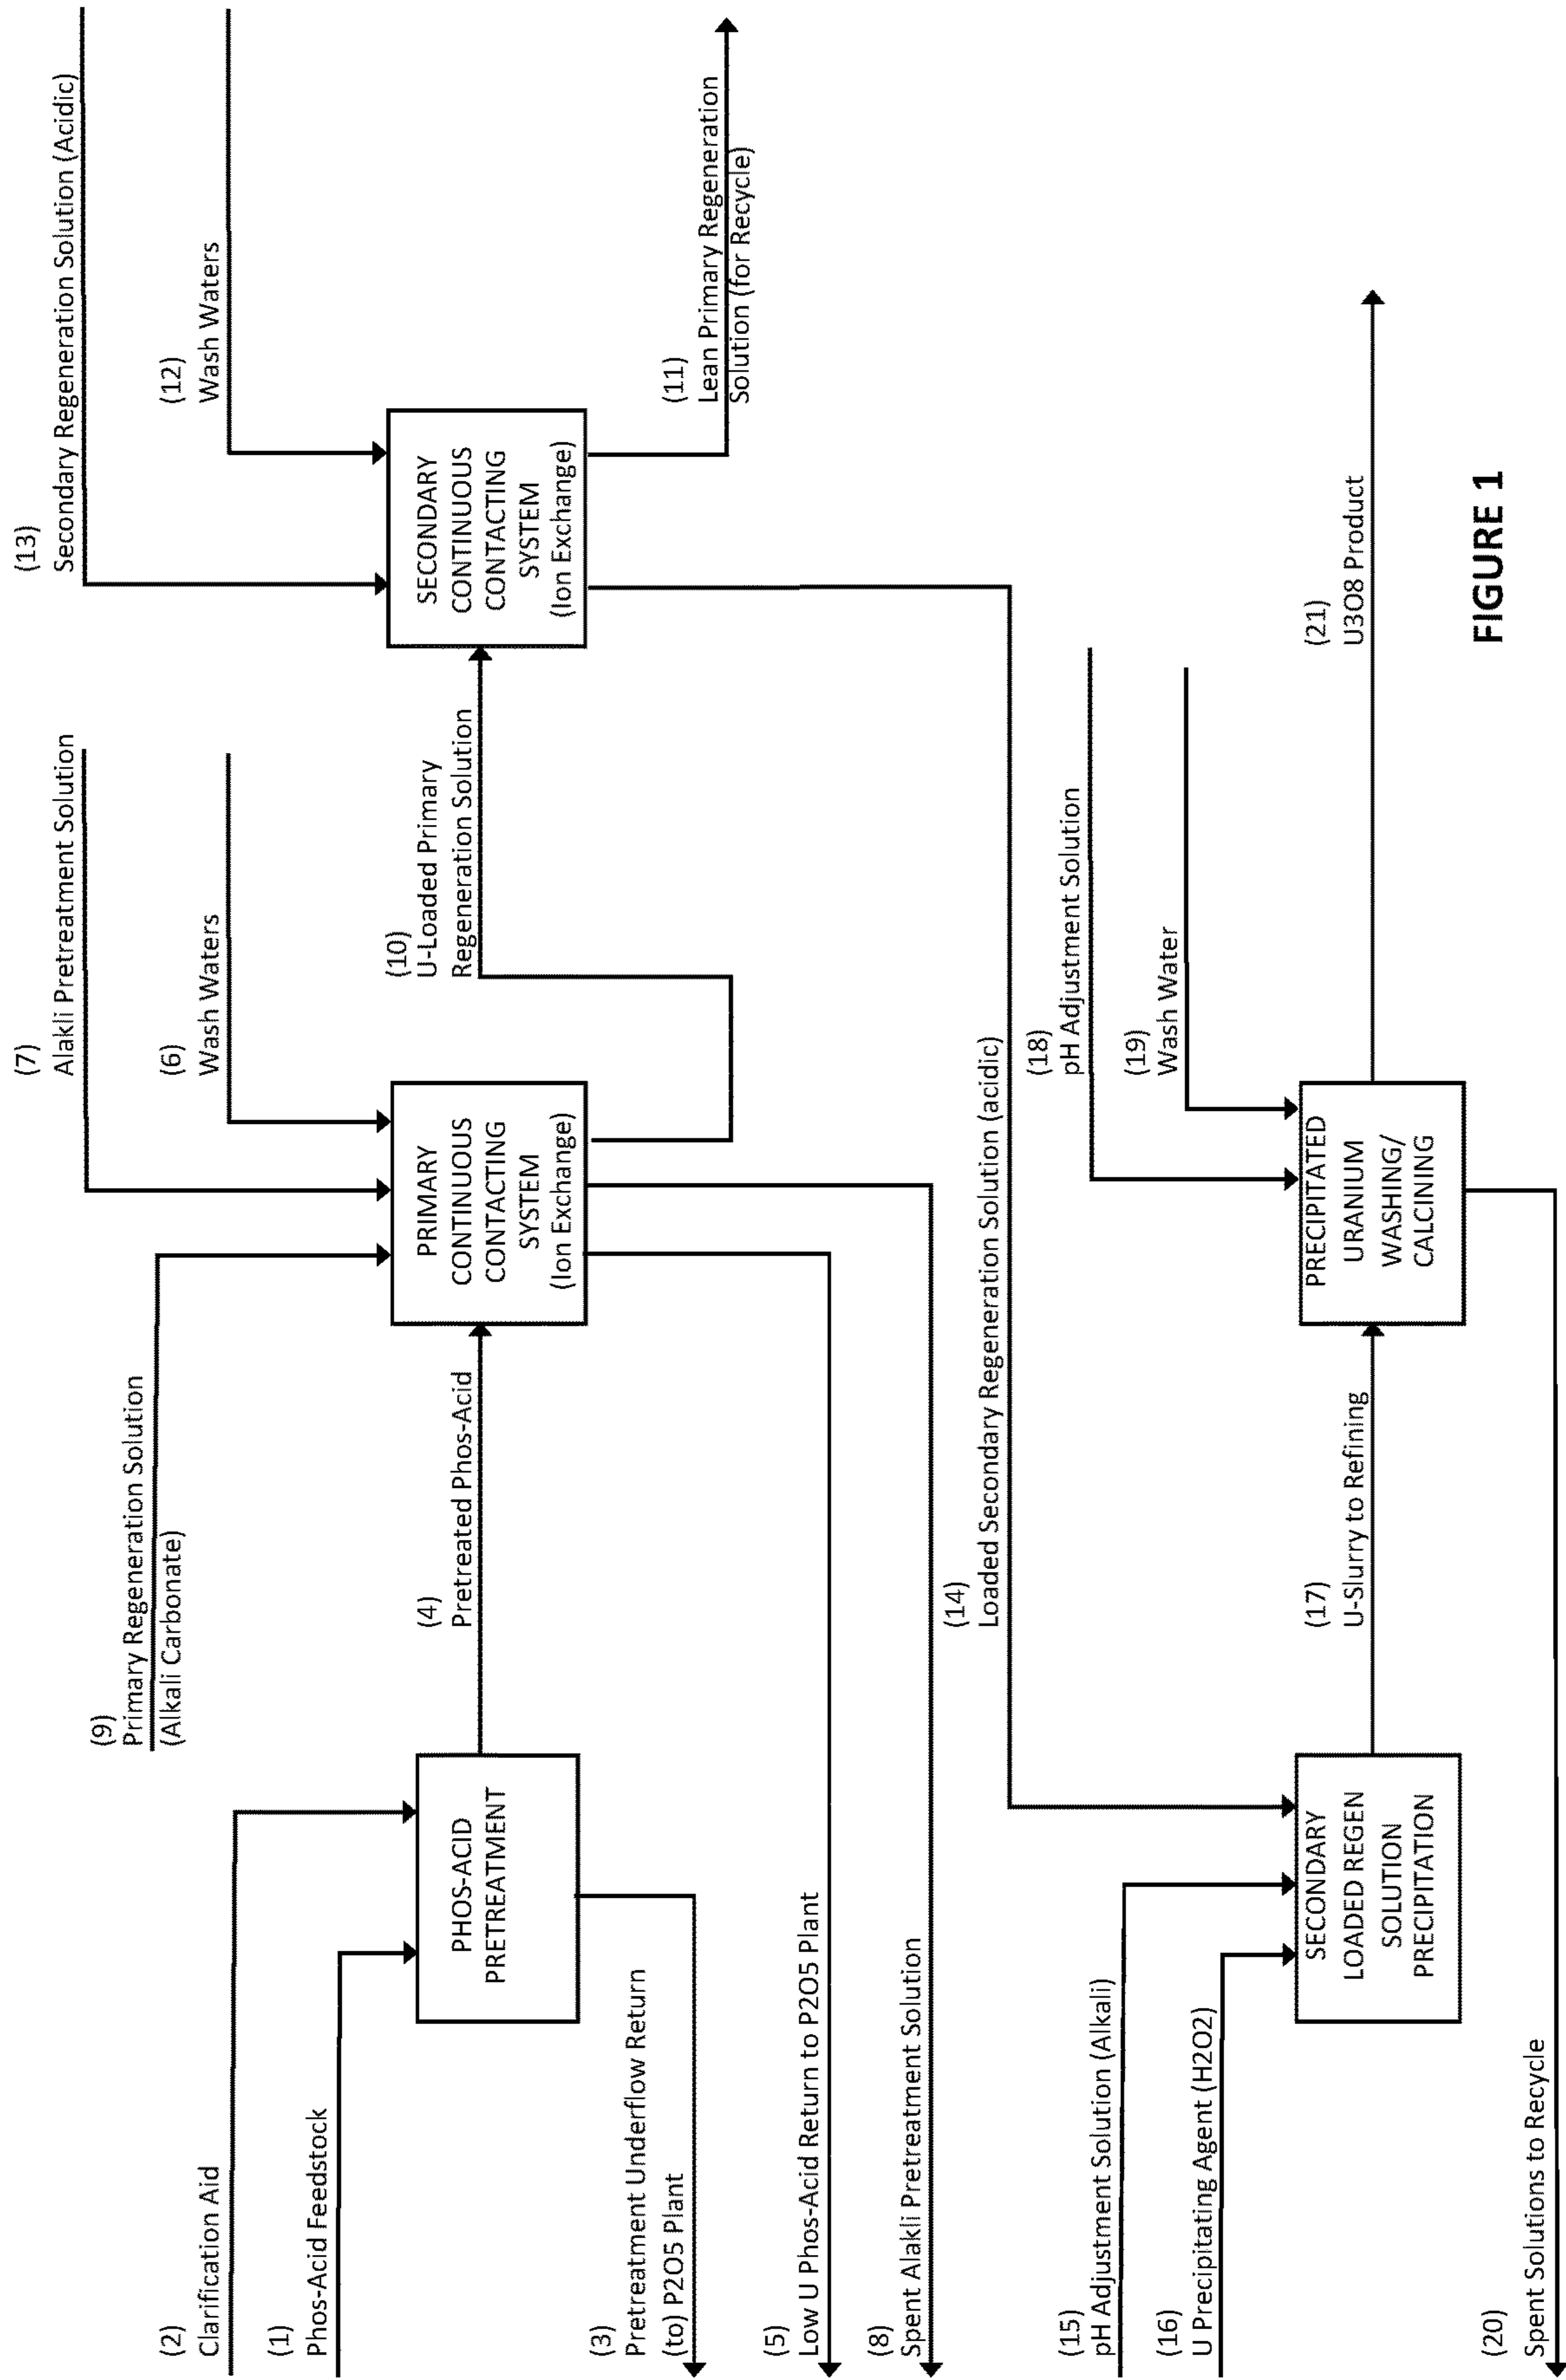 (13)
Secondary Regeneration Solution (Acidic)
(12)
Wash Waters
(7)
Alakli Pretreatment Solution
(6)
Wash Waters
(9)
Primary Regeneration Solution
(Alkali Carbonate)
(2)
Clarification Aid
(1)
Phos-Acid Feedstock
PHOS-ACID
PRETREATMENT
(4)
Pretreated Phos-Acid
PRIMARY
CONTINUOUS
CONTACTING
SYSTEM
(Ion Exchange)
(10)
U-Loaded Primary
Regeneration Solution
SECONDARY
CONTINUOUS
CONTACTING
SYSTEM
(Ion Exchange)
(11)
Lean Primary Regeneration
Solution (for Recycle)
(3)
Pretreatment Underflow Return
(to) P2O5 Plant
(5)
Low U Phos-Acid Return to P2O5 Plant
(8)
Spent Alakli Pretreatment Solution
(14)
Loaded Secondary Regeneration Solution (acidic)
(15)
pH Adjustment Solution (Alkali)
(16)
U Precipitating Agent (H2O2)
SECONDARY
LOADED REGEN
SOLUTION
PRECIPITATION
(17)
U-Slurry to Refining
(18)
pH Adjustment Solution
(19)
Wash Water
PRECIPITATED
URANIUM
WASHING/
CALCINING
(21)
U3O8 Product
(20)
Spent Solutions to Recycle
FIGURE 1